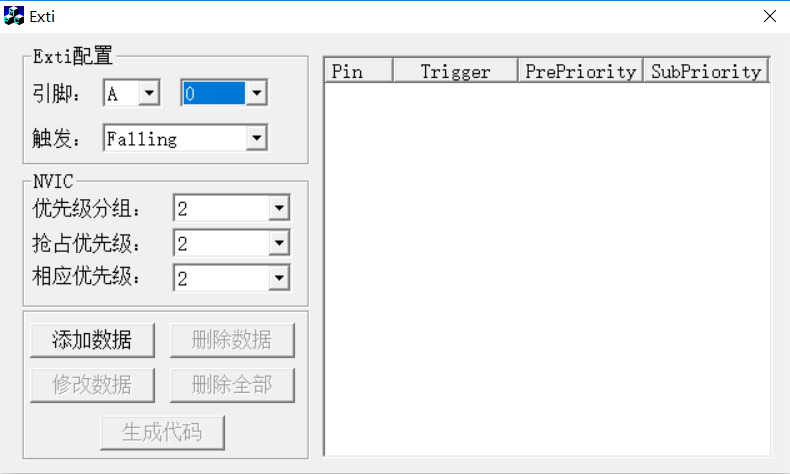 Exti
Exti配置
引脚： A 0
触发： Falling
NVIC
优先级分组： 2
抢占优先级： 2
相应优先级： 2
添加数据 删除数据
修改数据 删除全部
生成代码
Pin Trigger PrePriority SubPriority